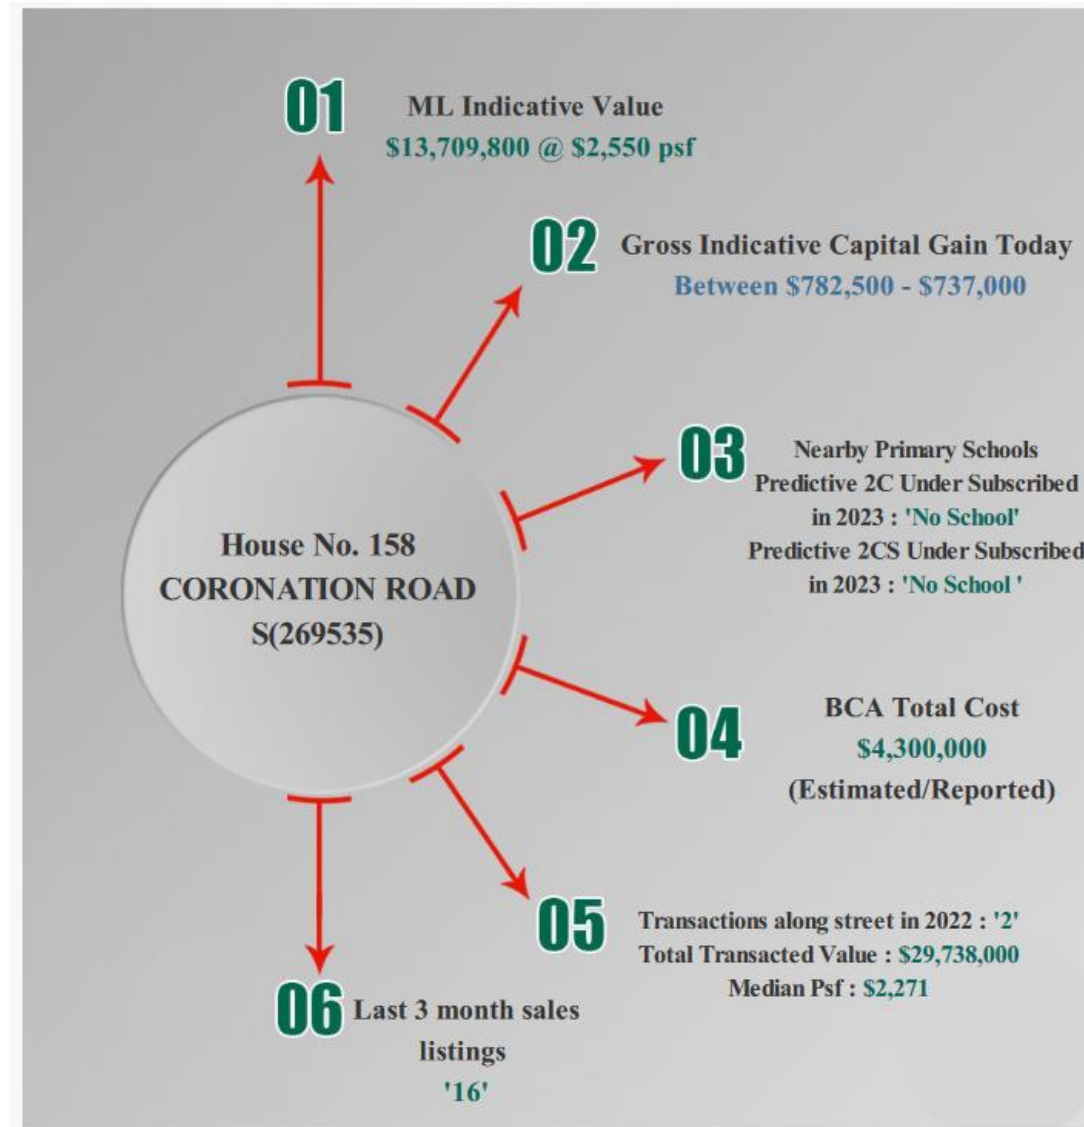 01
ML Indicative Value
$13,709,800 @ $2,550 psf
02
Gross Indicative Capital Gain Today
Between $782,500 - $737,000
03
Nearby Primary Schools
Predictive 2C Under Subscribed
in 2023 : 'No School'
Predictive 2CS Under Subscribed
in 2023 : 'No School '
House No. 158
CORONATION ROAD
S(269535)
04
BCA Total Cost
$4,300,000
(Estimated/Reported)
05
Transactions along street in 2022 : '2'
Total Transacted Value : $29,738,000
Median Psf : $2,271
06
Last 3 month sales
listings
'16'